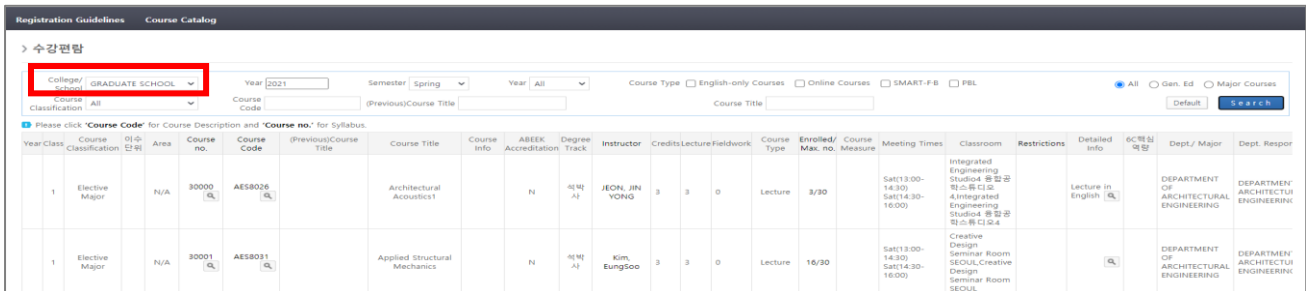 Registration Guidelines Course Catalog
> 수강편람
College/ School GRADUATE SCHOOL Year 2021 Semester Spring Year All Course Type English-only Courses Online Courses SMART-F·B PBL All Gen. Ed Major Courses
Course Classification All Course Code (Previous)Course Title Course Title Default Search
Please click 'Course Code' for Course Description and 'Course no.' for Syllabus.
Year Class Course Classification 이수 단위 Area Course no. Course Code (Previous)Course Title Course Title Course Info ABEEK Accreditation Degree Track Instructor Credits Lecture Fieldwork Course Type Enrolled/ Max. no. Course Measure Meeting Times Classroom Restrictions Detailed Info 6C핵심 역량 Dept./ Major Dept. Respor
1 Elective Major N/A 30000 AES8026 Architectural Acoustics1 N 석박사 JEON, JIN YONG 3 3 0 Lecture 3/30 Sat(13:00-14:30) Sat(14:30-16:00) Integrated Engineering Studio4 융합공학스튜디오4,Integrated Engineering Studio4 융합공학스튜디오4 Lecture in English DEPARTMENT OF ARCHITECTURAL ENGINEERING DEPARTMENT ARCHITECTU ENGINEERING
1 Elective Major N/A 30001 AES8031 Applied Structural Mechanics N 석박사 Kim, EungSoo 3 3 0 Lecture 16/30 Sat(13:00-14:30) Sat(14:30-16:00) Creative Design Seminar Room SEOUL,Creative Design Seminar Room SEOUL DEPARTMENT OF ARCHITECTURAL ENGINEERING DEPARTMENT ARCHITECTU ENGINEERING